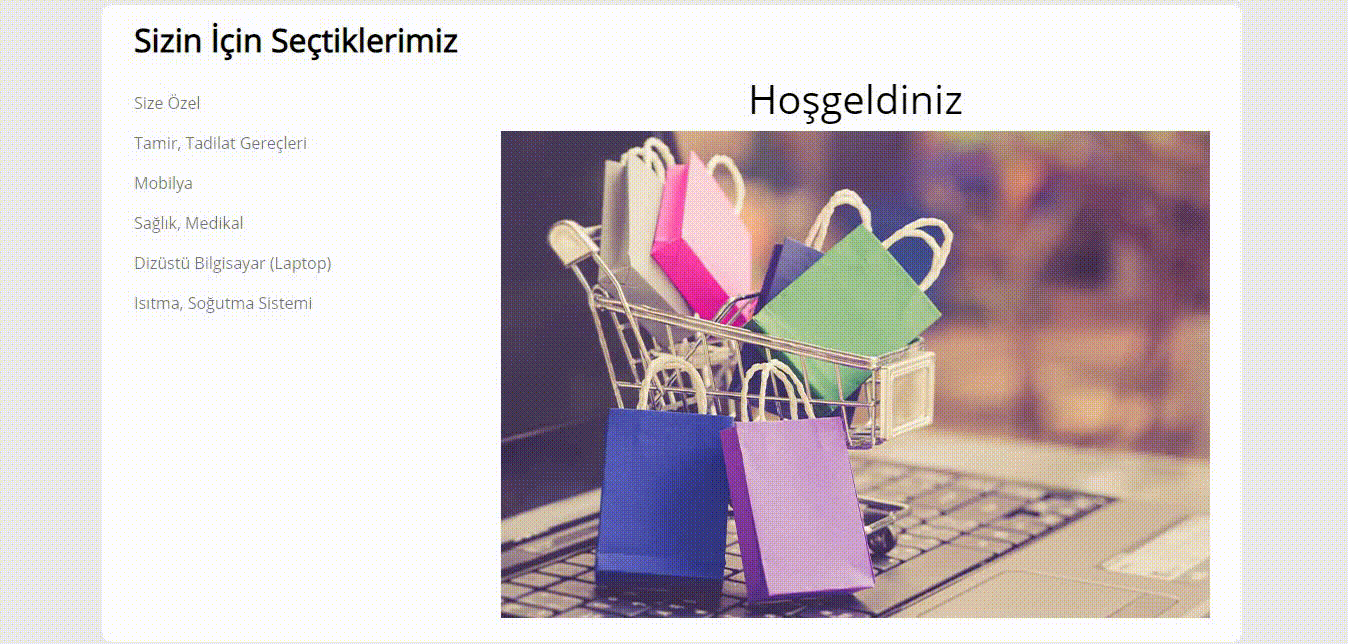 Sizin İçin Seçtiklerimiz
Hoşgeldiniz
Size Özel
Tamir, Tadilat Gereçleri
Mobilya
Sağlık, Medikal
Dizüstü Bilgisayar (Laptop)
Isıtma, Soğutma Sistemi